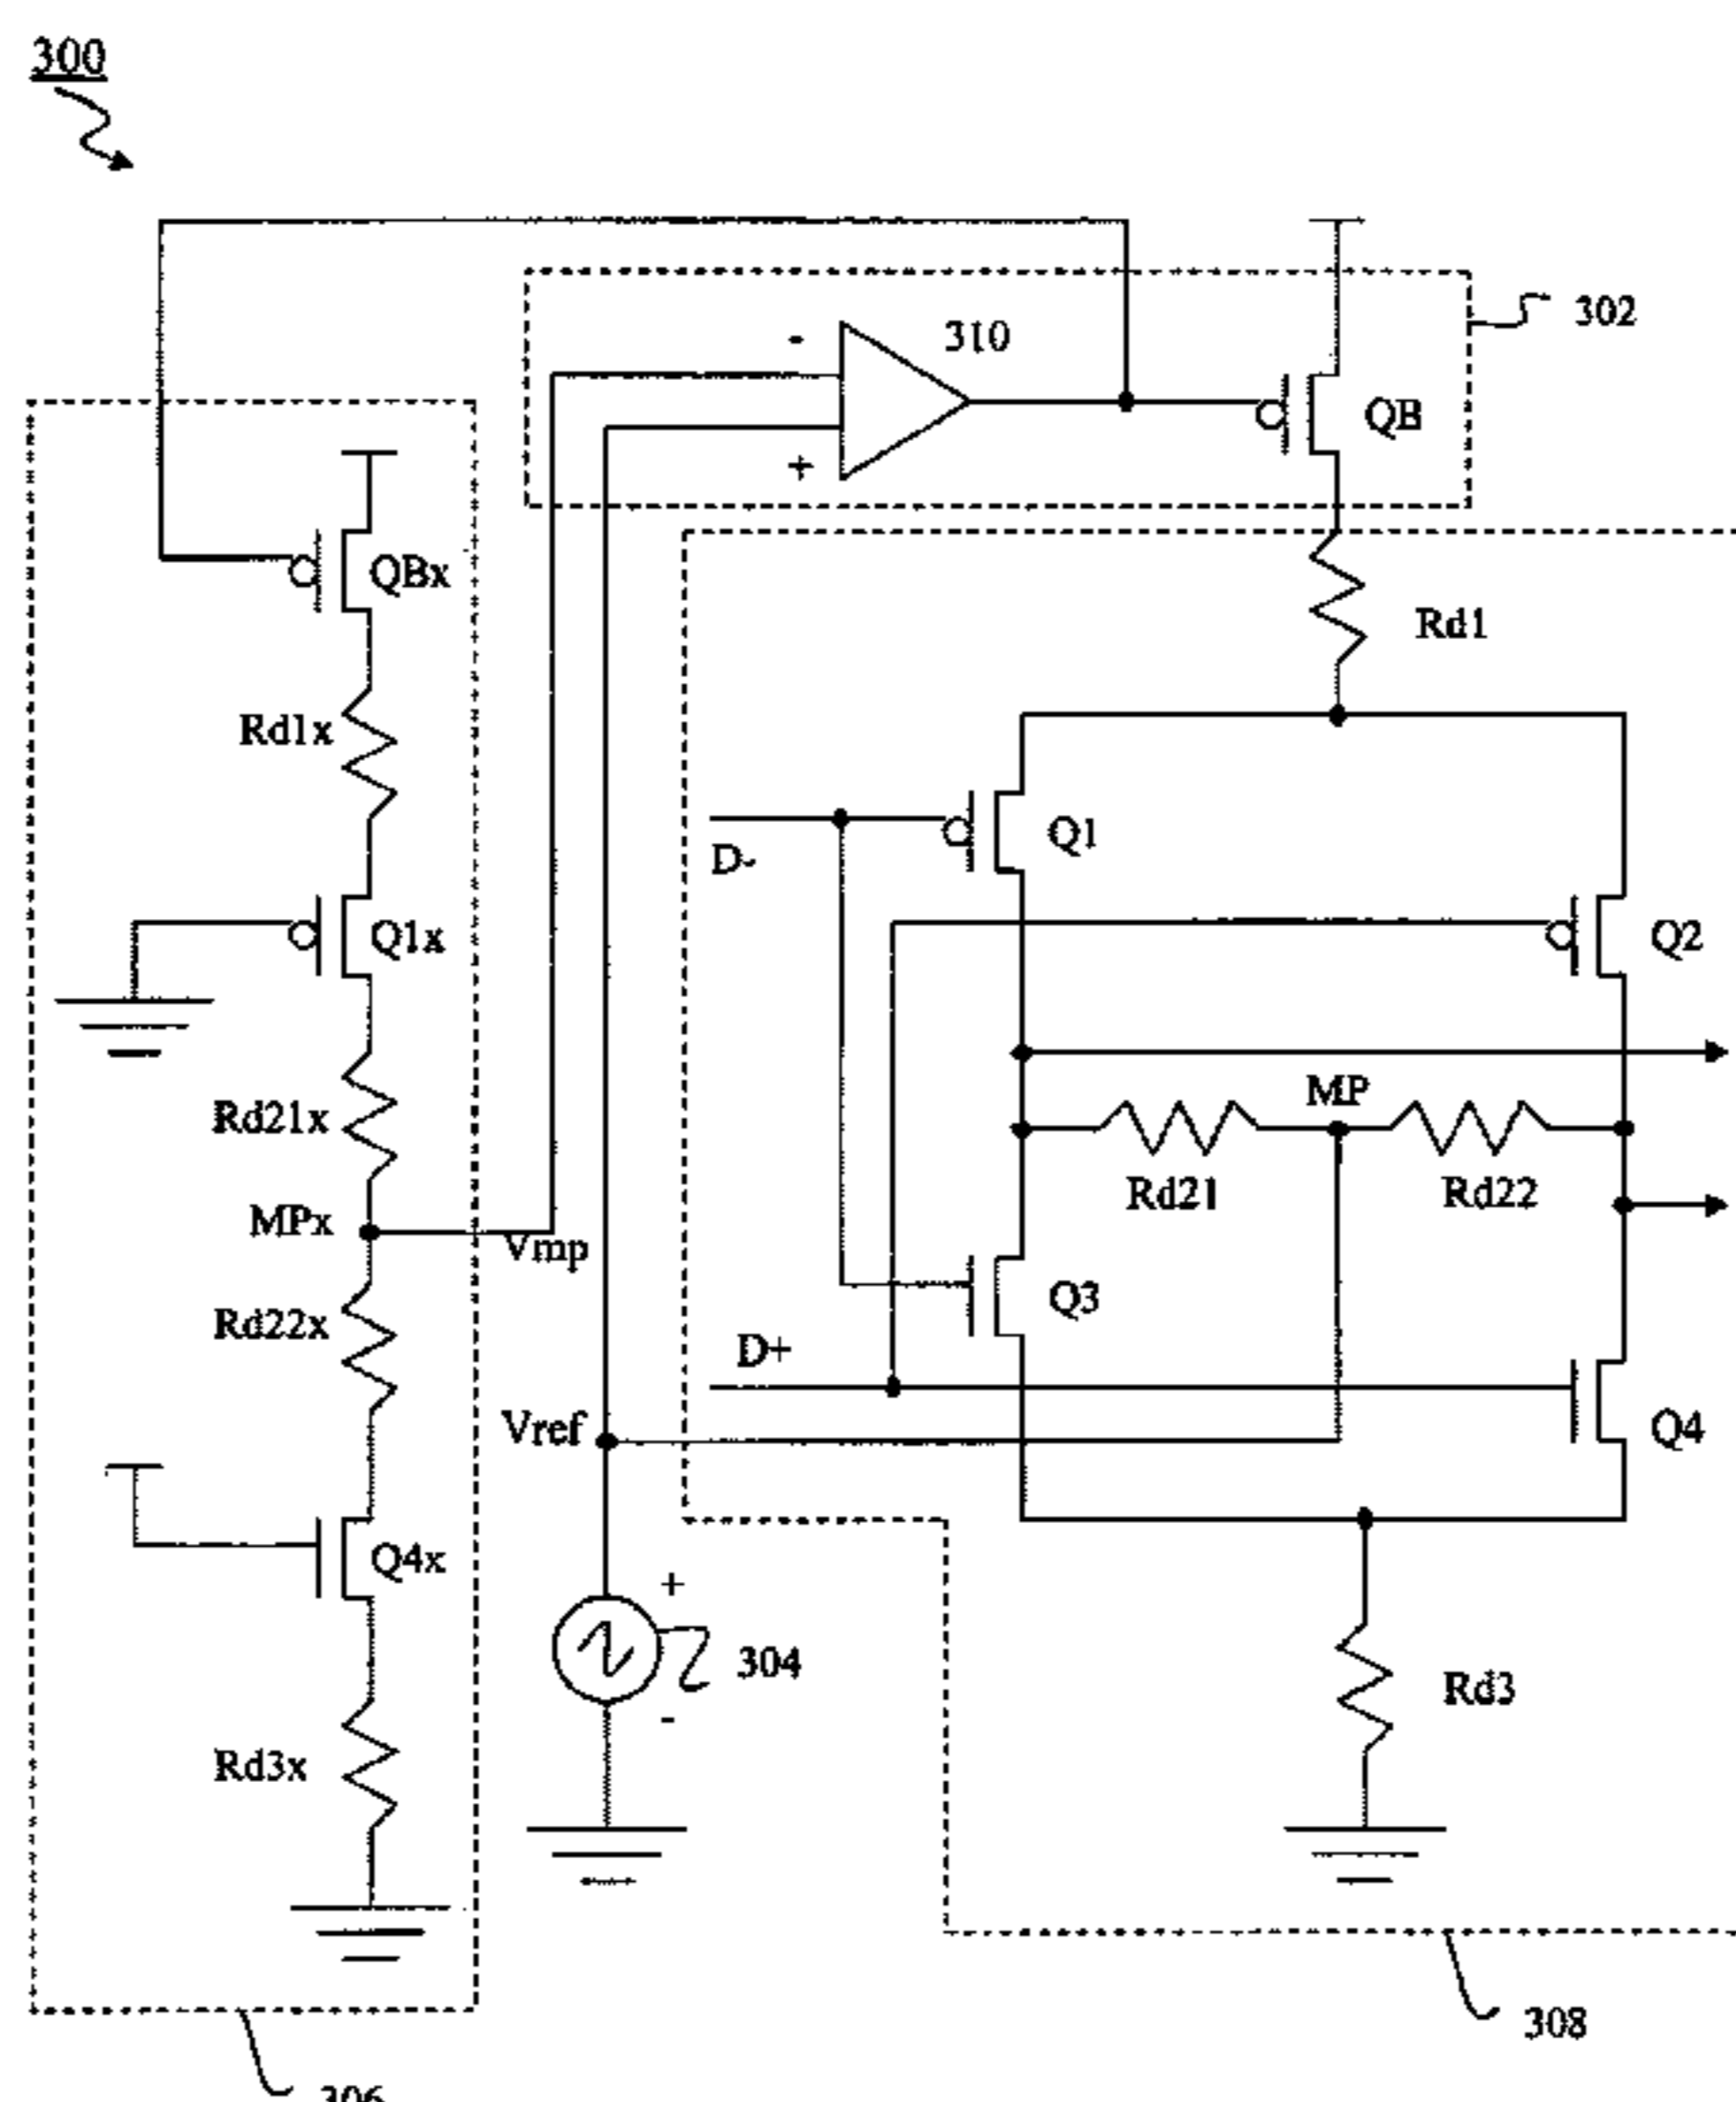 300
302
-
310
QB
+
QBx
Rd1
Rd1x
D-
Q1
Q1x
Q2
MP
Rd21x
Rd21
Rd22
MPx
Vmp
Q3
Rd22x
D+
Vref
Q4
Q4x
+
304
Rd3
-
Rd3x
308
306